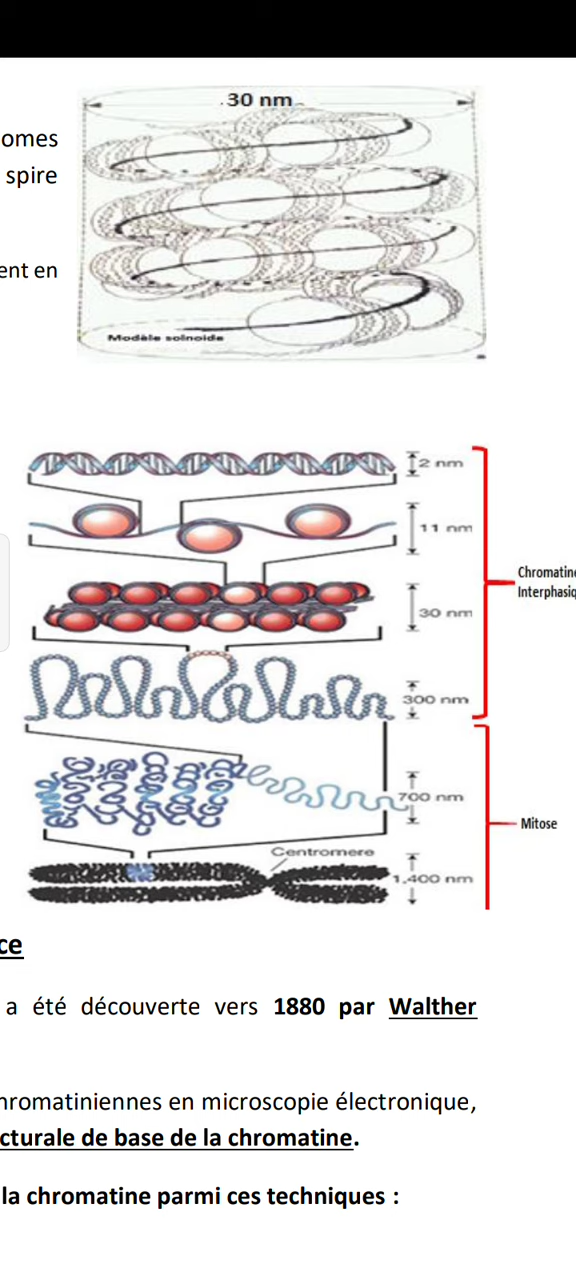 30 nm
omes
spire
ent en
Modèle solnoide
2 nm
11 nm
30 nm
Chromatine
Interphasiq
300 nm
700 nm
Mitose
Centromere
1,400 nm
ce
a été découverte vers 1880 par Walther
hromatiniennes en microscopie électronique,
cturale de base de la chromatine.
la chromatine parmi ces techniques :